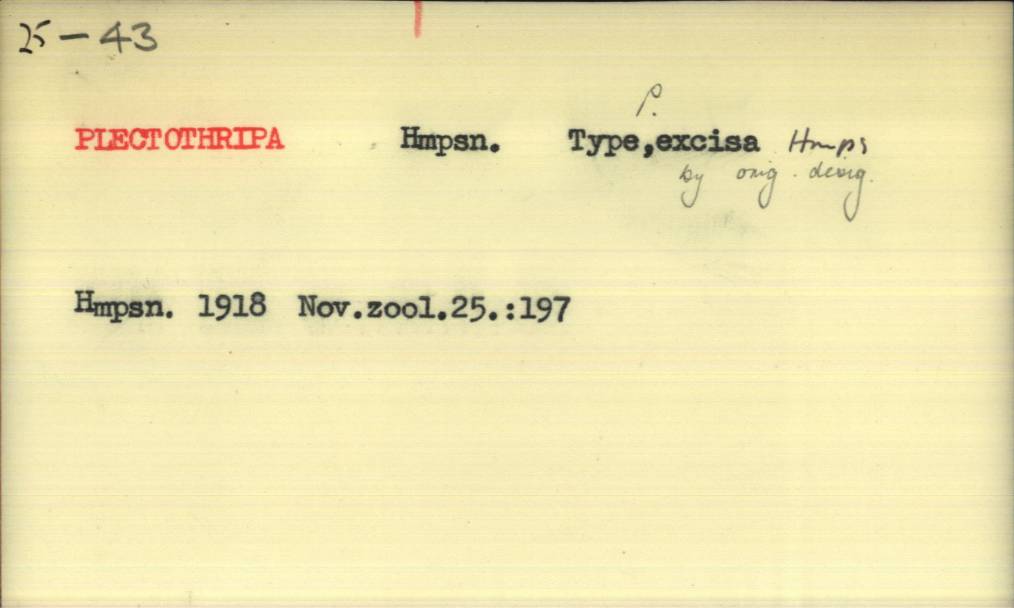 25-43
PLECTOTHRIPA Hmpsn. Type, P. excisa Hmps
by orig. desig.
Hmpsn. 1918 Nov.zool.25.:197